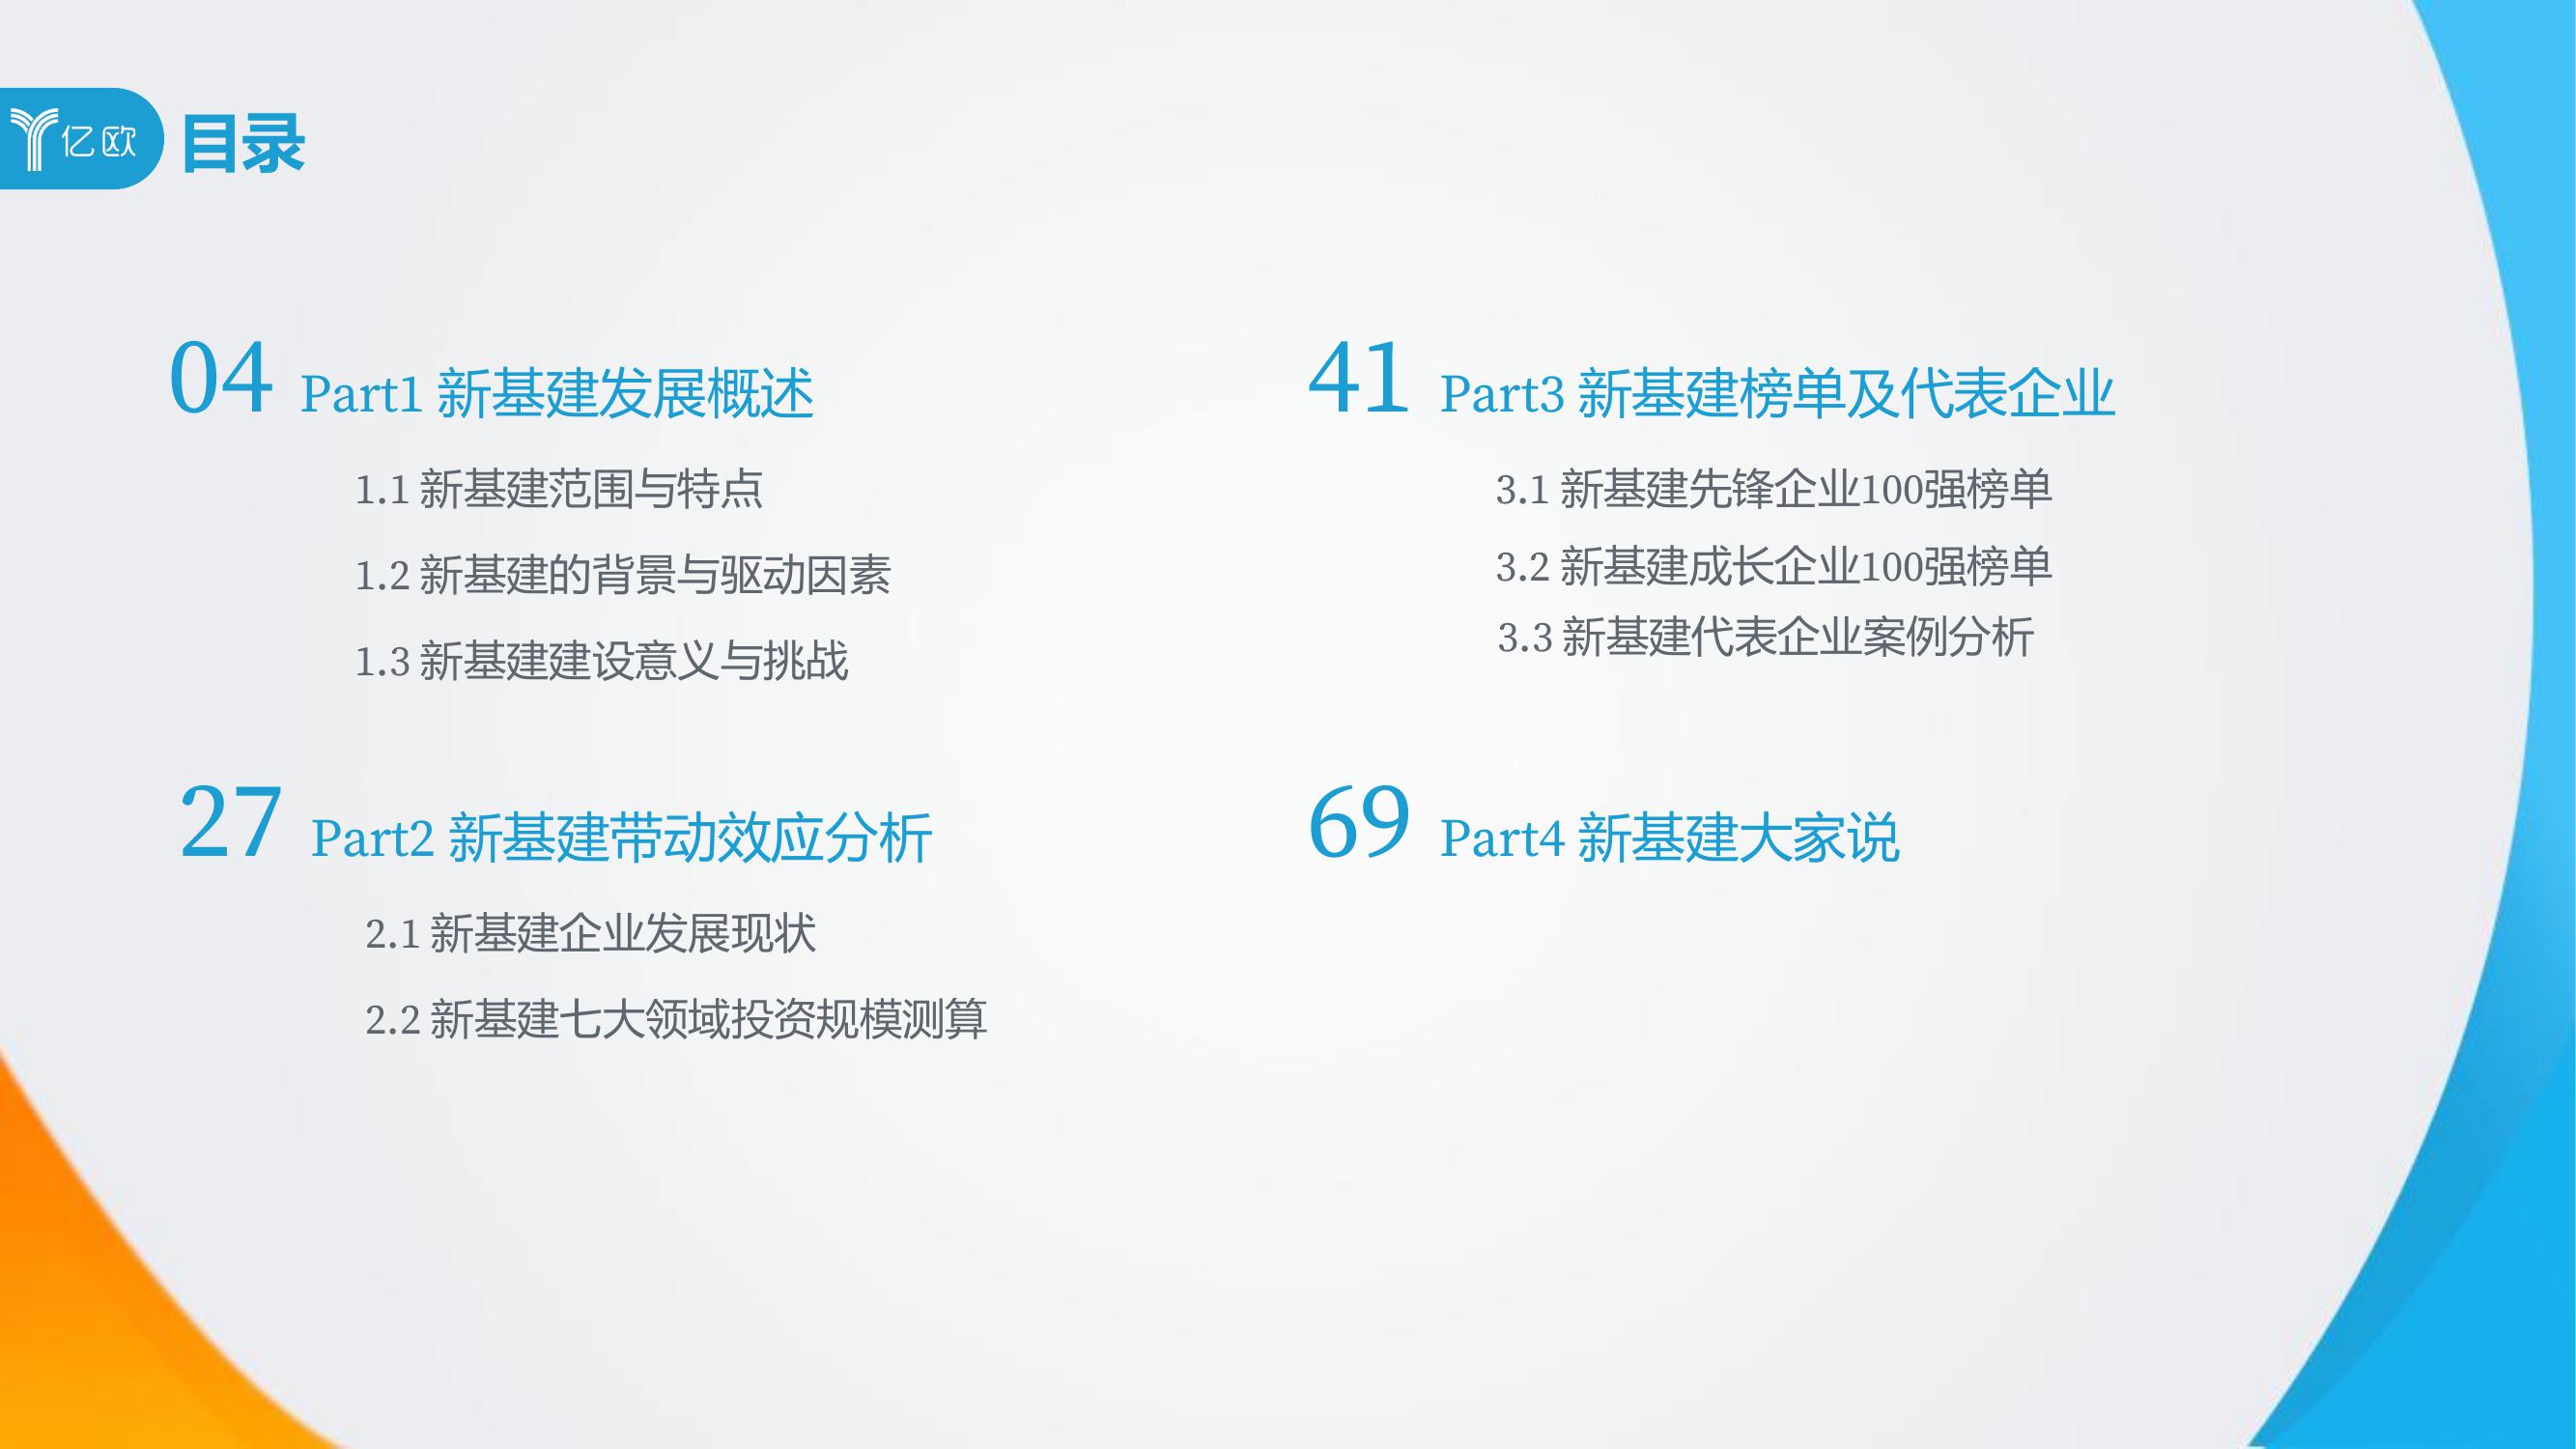 亿欧
目录
04 Part1 新基建发展概述
1.1 新基建范围与特点
1.2 新基建的背景与驱动因素
1.3 新基建建设意义与挑战
27 Part2 新基建带动效应分析
2.1 新基建企业发展现状
2.2 新基建七大领域投资规模测算
41 Part3 新基建榜单及代表企业
3.1 新基建先锋企业100强榜单
3.2 新基建成长企业100强榜单
3.3 新基建代表企业案例分析
69 Part4 新基建大家说